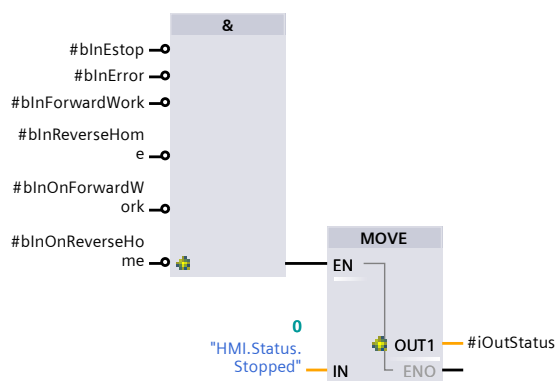 &
#bInEstop
#bInError
#bInForwardWork
#bInReverseHom
e
#bInOnForwardW
ork
#bInOnReverseHo
me
MOVE
EN
0
"HMI.Status.
Stopped"
IN
OUT1
#iOutStatus
ENO